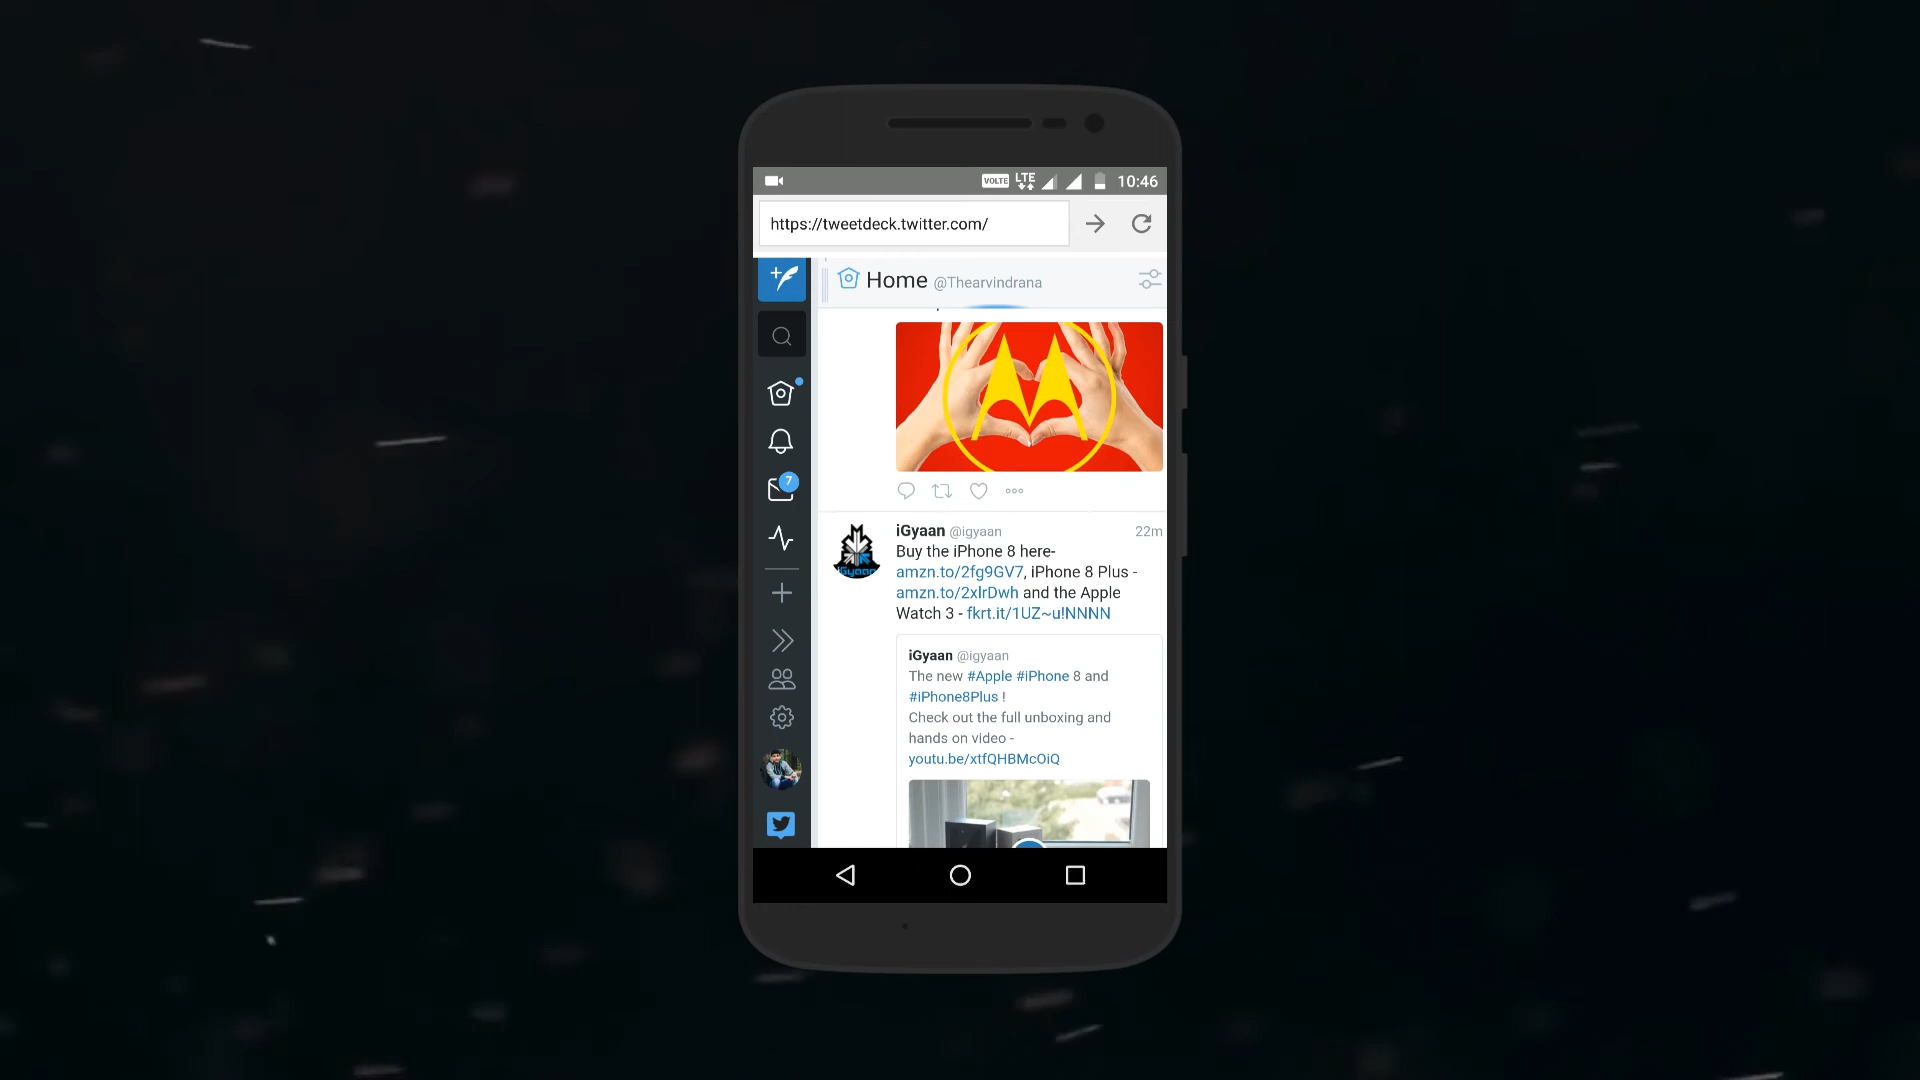 VOLTE LTE 10:46
https://tweetdeck.twitter.com/
Home @Thearvindrana
7
iGyaan @igyaan 22m
Buy the iPhone 8 here-
amzn.to/2fg9GV7, iPhone 8 Plus -
amzn.to/2xIrDwh and the Apple
Watch 3 - fkrt.it/1UZ~u!NNNN
iGyaan
iGyaan @igyaan
The new #Apple #iPhone 8 and
#iPhone8Plus !
Check out the full unboxing and
hands on video -
youtu.be/xtfQHBMcOiQ